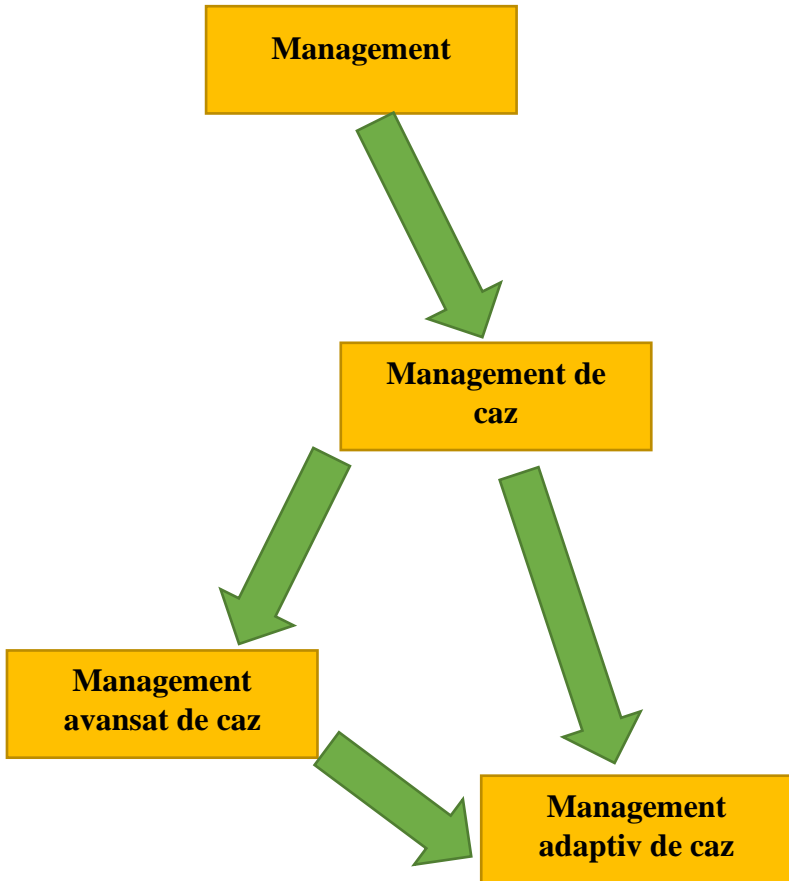 Management
Management de
caz
Management
avansat de caz
Management
adaptiv de caz